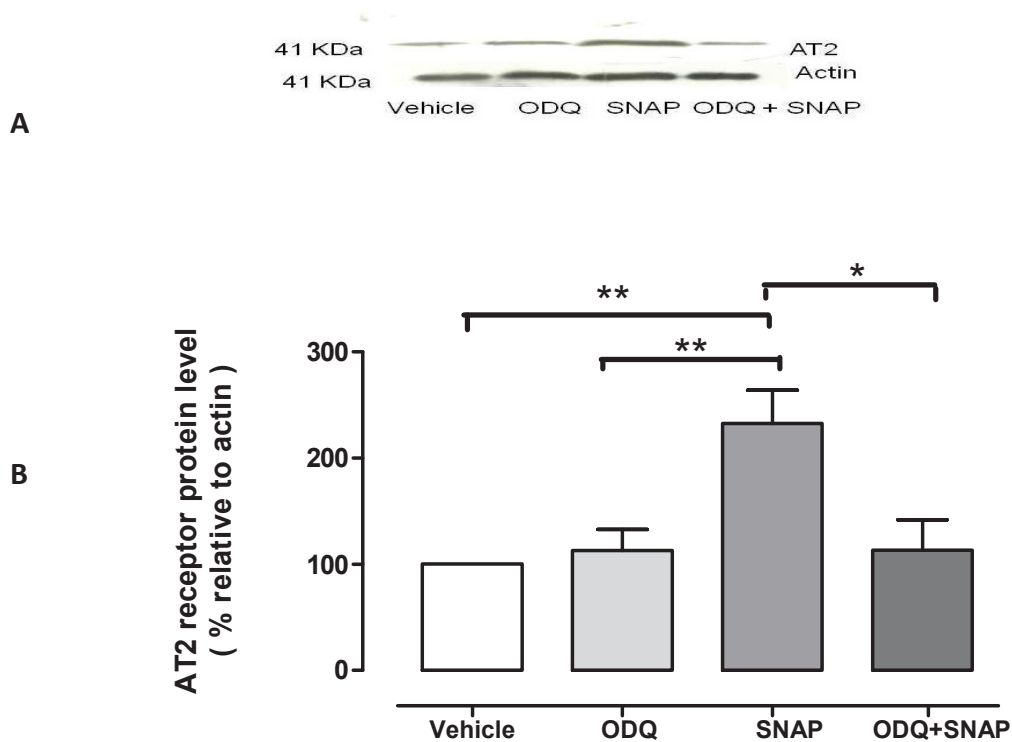 41 KDa AT2
41 KDa Actin
Vehicle ODQ SNAP ODQ + SNAP
A
*
**
**
300
200
100
0
AT2 receptor protein level
( % relative to actin )
B
Vehicle ODQ SNAP ODQ+SNAP